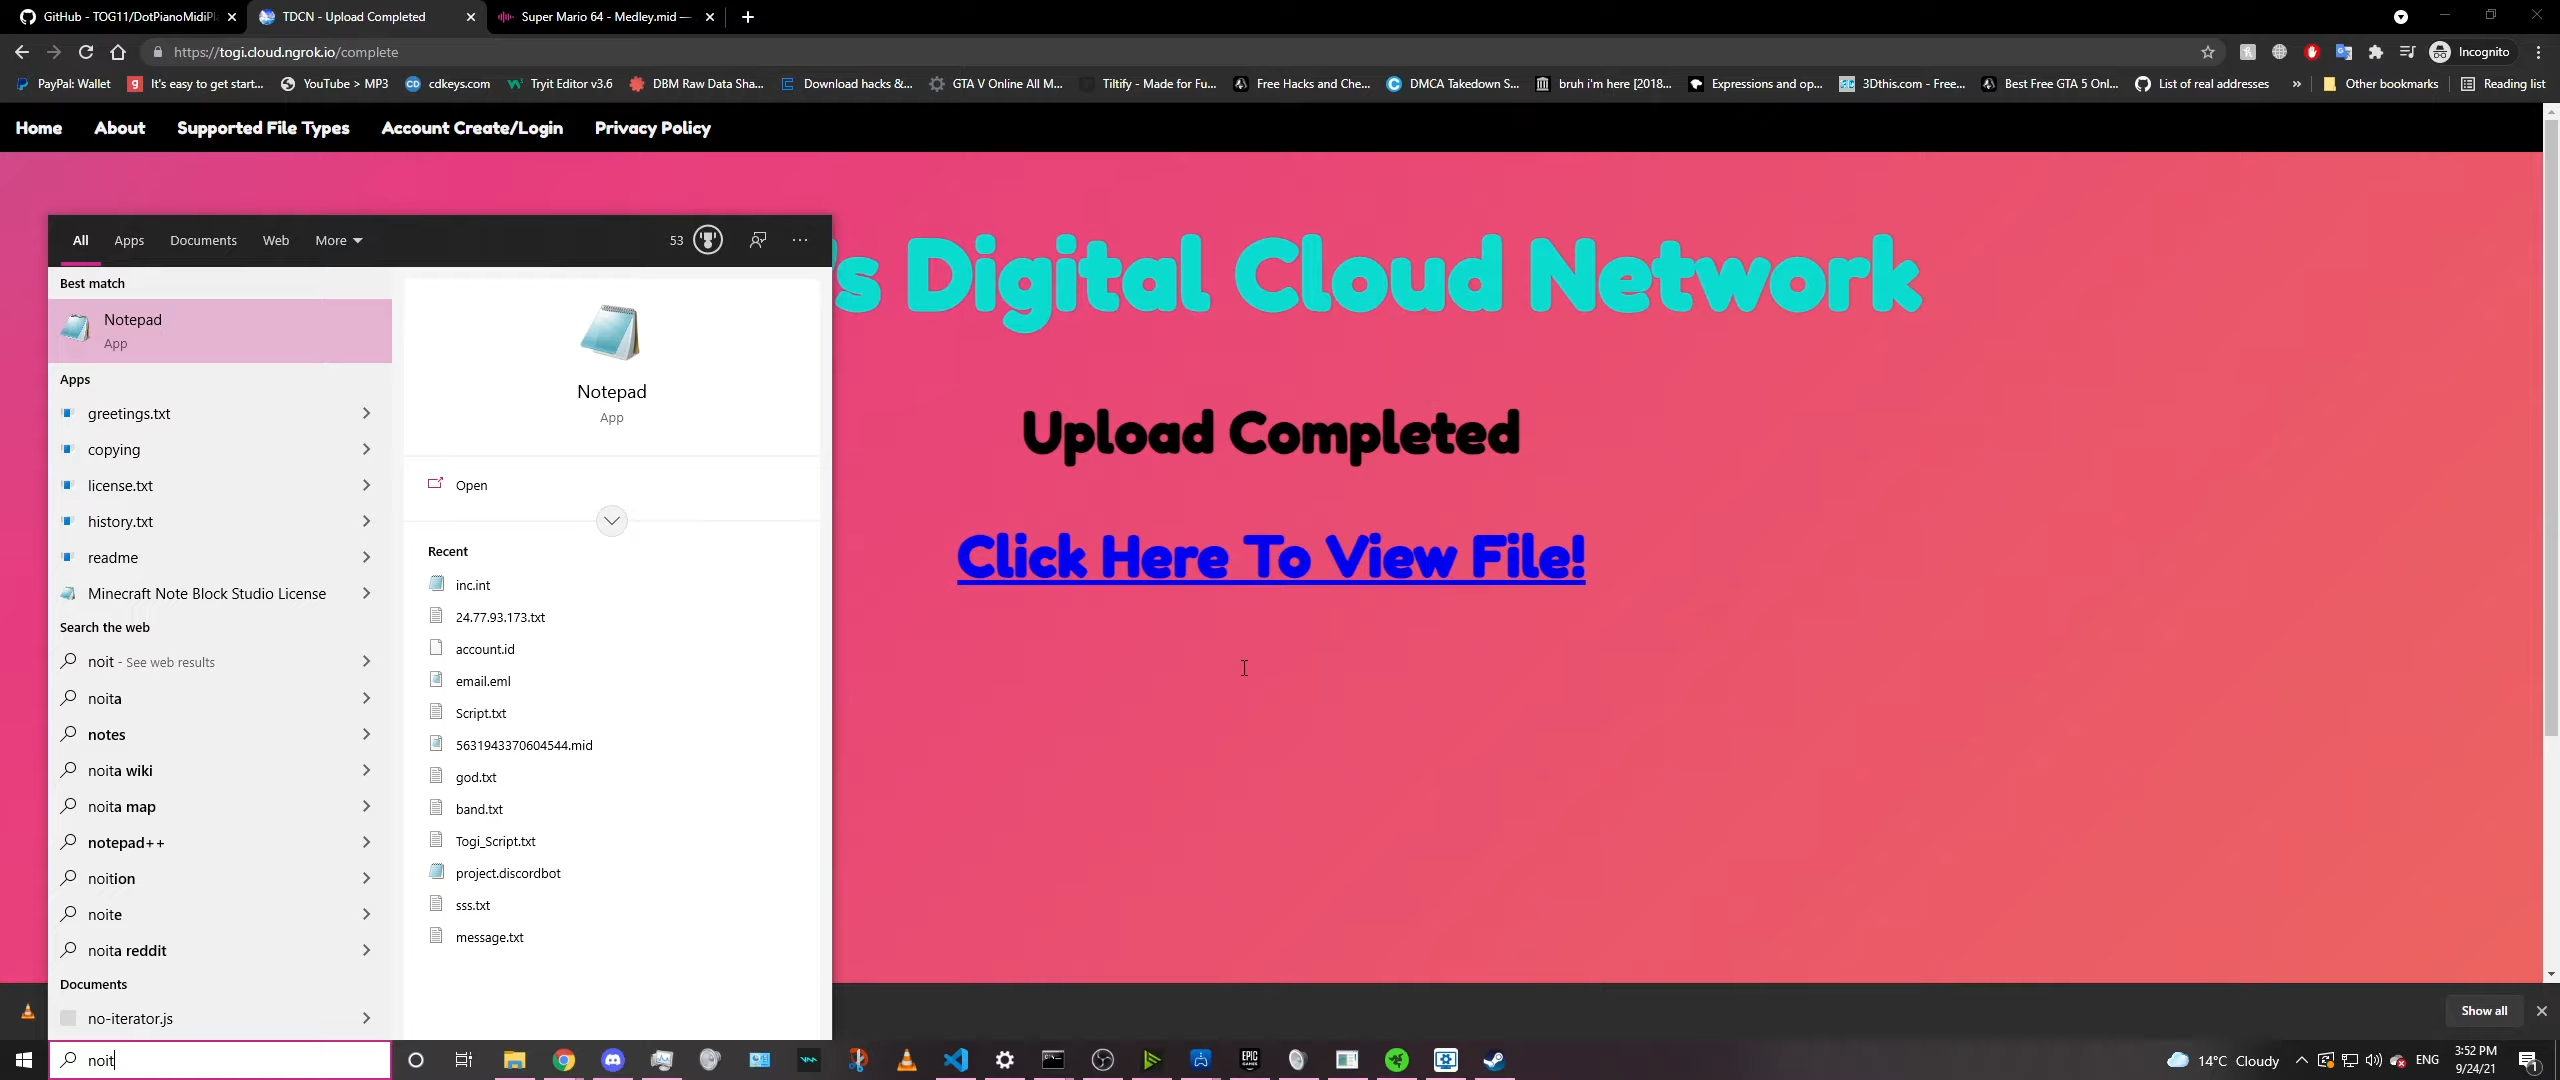 GitHub - TOG11/DotPianoMidiPl
TDCN - Upload Completed
Super Mario 64 - Medley.mid —
https://togi.cloud.ngrok.io/complete
Incognito
PayPal: Wallet
It's easy to get start...
YouTube > MP3
cdkeys.com
Tryit Editor v3.6
DBM Raw Data Sha...
Download hacks &...
GTA V Online All M...
Tiltify - Made for Fu...
Free Hacks and Che...
DMCA Takedown S...
bruh i'm here [2018...
Expressions and op...
3Dthis.com - Free...
Best Free GTA 5 Onl...
List of real addresses
»
Other bookmarks
Reading list
Home
About
Supported File Types
Account Create/Login
Privacy Policy
's Digital Cloud Network
Upload Completed
Click Here To View File!
All
Apps
Documents
Web
More
53
Best match
Notepad
App
Apps
greetings.txt
copying
license.txt
history.txt
readme
Minecraft Note Block Studio License
Search the web
noit - See web results
noita
notes
noita wiki
noita map
notepad++
noition
noite
noita reddit
Documents
no-iterator.js
Notepad
App
Open
Recent
inc.int
24.77.93.173.txt
account.id
email.eml
Script.txt
5631943370604544.mid
god.txt
band.txt
Togi_Script.txt
project.discordbot
sss.txt
message.txt
Show all
noit
14°C Cloudy
ENG
3:52 PM
9/24/21
1